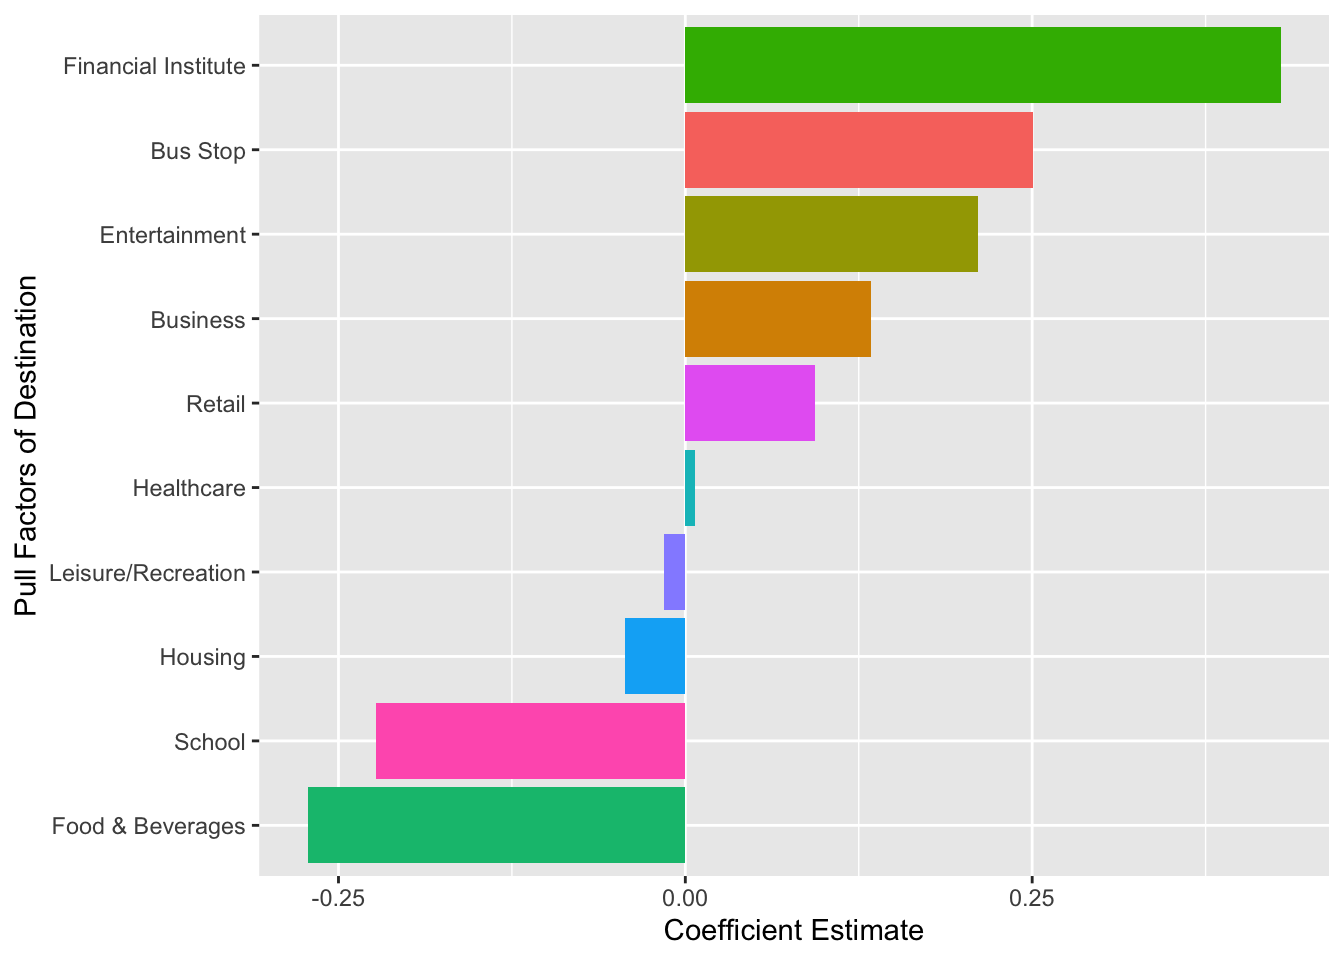 Financial Institute
Bus Stop
Entertainment
Business
Retail
Healthcare
Leisure/Recreation
Housing
School
Food & Beverages
Pull Factors of Destination
-0.25
0.00
0.25
Coefficient Estimate